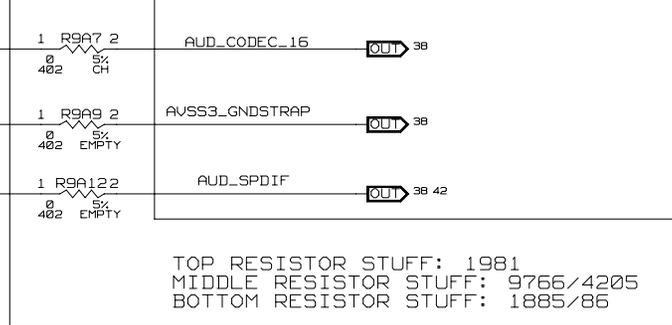 1 R9A7 2 AUD_CODEC_16 OUT 38
0 5%
402 CH
1 R9A9 2 AVSS3_GNDSTRAP OUT 38
0 5%
402 EMPTY
1 R9A12 2 AUD_SPDIF OUT 38 42
0 5%
402 EMPTY
TOP RESISTOR STUFF: 1981
MIDDLE RESISTOR STUFF: 9766/4205
BOTTOM RESISTOR STUFF: 1885/86